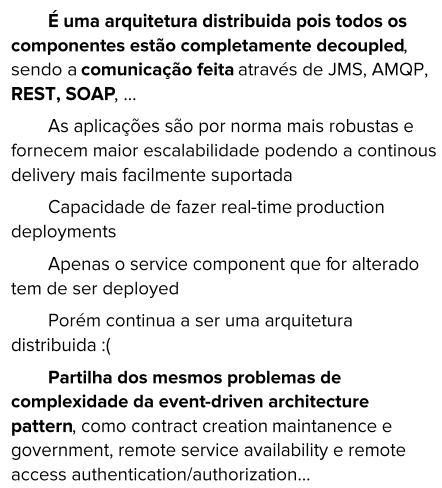 É uma arquitetura distribuida pois todos os
componentes estão completamente decoupled,
sendo a comunicação feita através de JMS, AMQP,
REST, SOAP, ...
As aplicações são por norma mais robustas e
fornecem maior escalabilidade podendo a continous
delivery mais facilmente suportada
Capacidade de fazer real-time production
deployments
Apenas o service component que for alterado
tem de ser deployed
Porém continua a ser uma arquitetura
distribuida :(
Partilha dos mesmos problemas de
complexidade da event-driven architecture
pattern, como contract creation maintanence e
government, remote service availability e remote
access authentication/authorization...